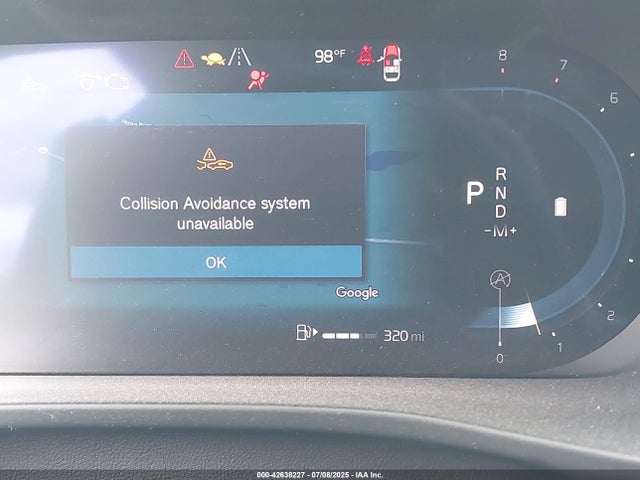 98°F
8
7
6
Collision Avoidance system
unavailable
OK
P
R
N
D
-M+
A
Google
320 mi
2
1
0
000-42638227 - 07/08/2025 - IAA Inc.